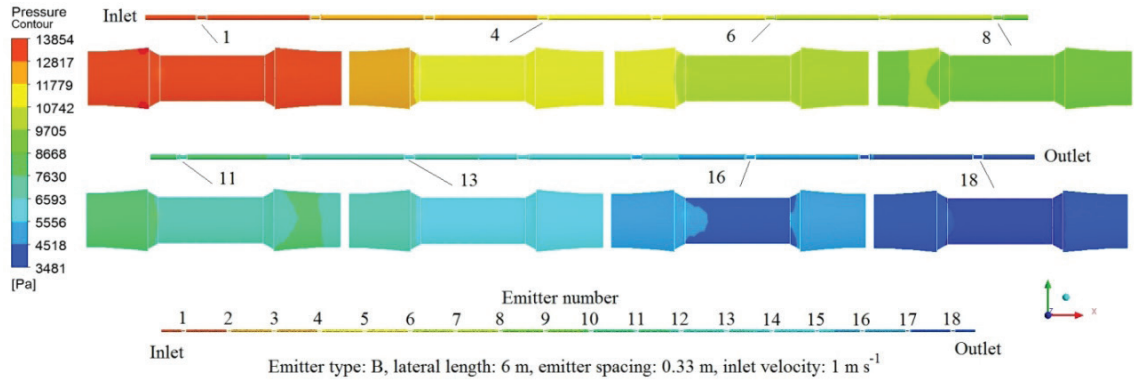 Pressure
Contour
13854
12817
11779
10742
9705
8668
7630
6593
5556
4518
3481
[Pa]
Inlet
1
4
6
8
11
13
16
18
Outlet
Emitter number
1 2 3 4 5 6 7 8 9 10 11 12 13 14 15 16 17 18
Inlet
Outlet
Emitter type: B, lateral length: 6 m, emitter spacing: 0.33 m, inlet velocity: 1 m s⁻¹
x